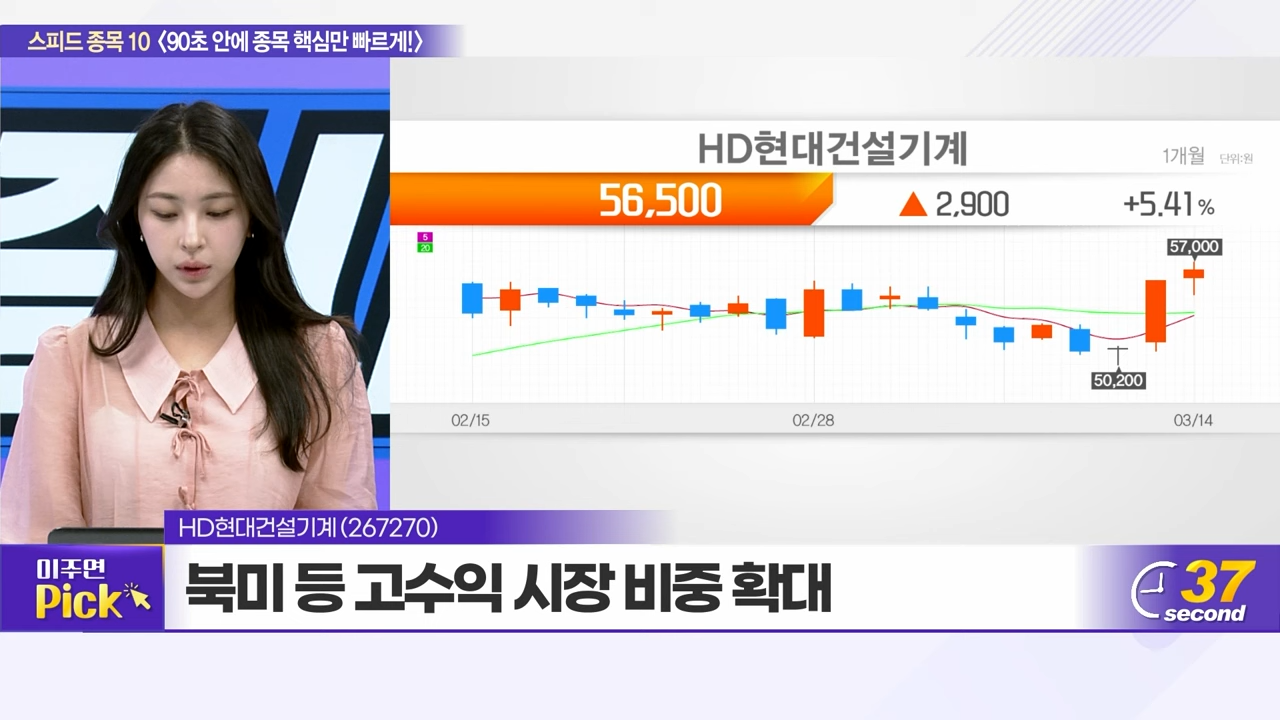 스피드 종목 10 〈90초 안에 종목 핵심만 빠르게!〉
HD현대건설기계
1개월 단위:원
56,500 ▲ 2,900 +5.41%
5
20
57,000
50,200
02/15 02/28 03/14
HD현대건설기계(267270)
미주면
Pick
북미 등 고수익 시장 비중 확대
37
second